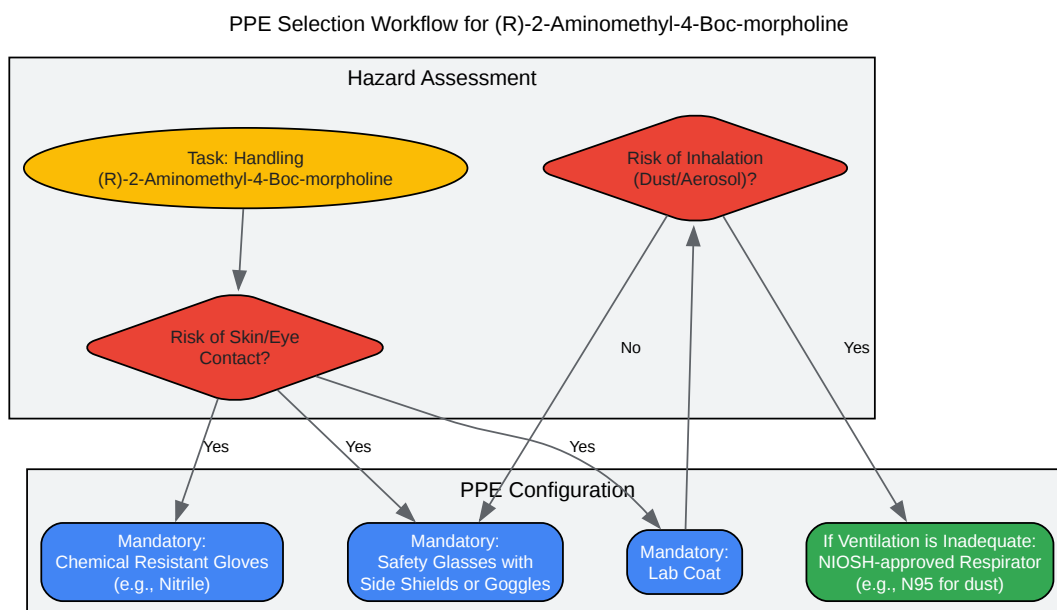 PPE Selection Workflow for (R)-2-Aminomethyl-4-Boc-morpholine
Hazard Assessment
Task: Handling
(R)-2-Aminomethyl-4-Boc-morpholine
Risk of Inhalation
(Dust/Aerosol)?
Risk of Skin/Eye
Contact?
No
Yes
Yes
Yes
Yes
PPE Configuration
Mandatory:
Chemical Resistant Gloves
(e.g., Nitrile)
Mandatory:
Safety Glasses with
Side Shields or Goggles
Mandatory:
Lab Coat
If Ventilation is Inadequate:
NIOSH-approved Respirator
(e.g., N95 for dust)